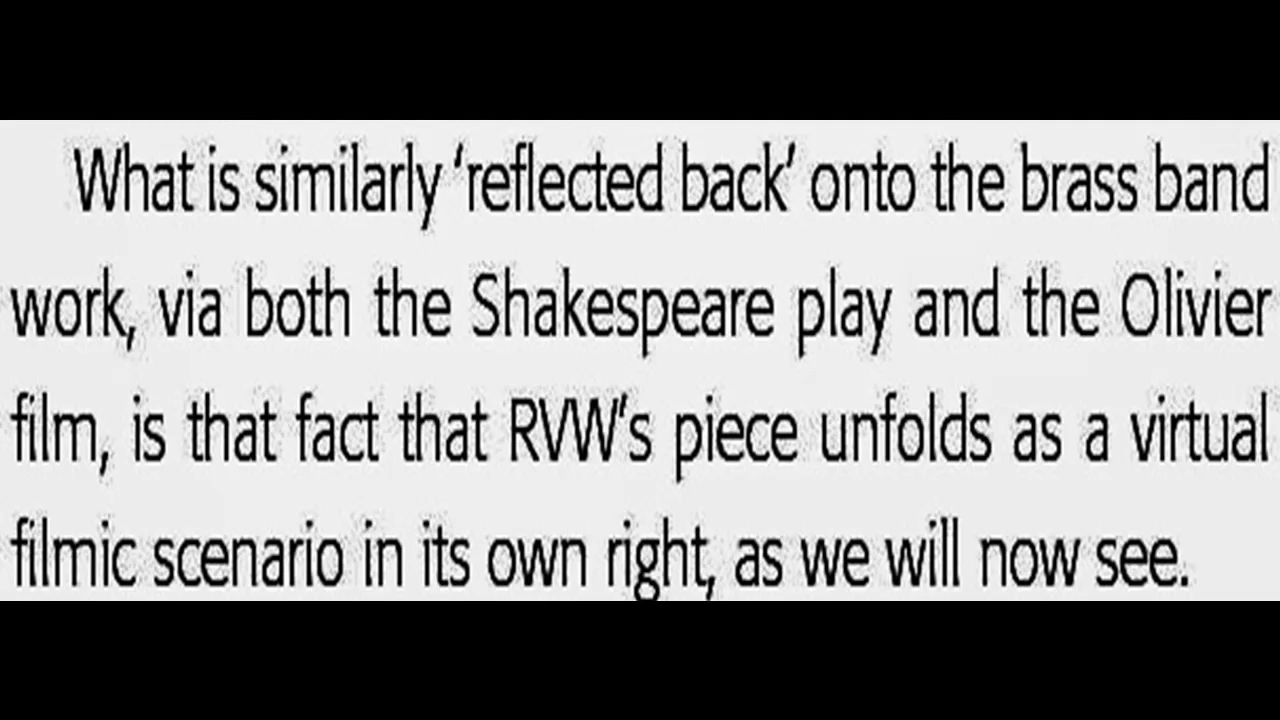 What is similarly ‘reflected back’ onto the brass band
work, via both the Shakespeare play and the Olivier
film, is that fact that RVW’s piece unfolds as a virtual
filmic scenario in its own right, as we will now see.